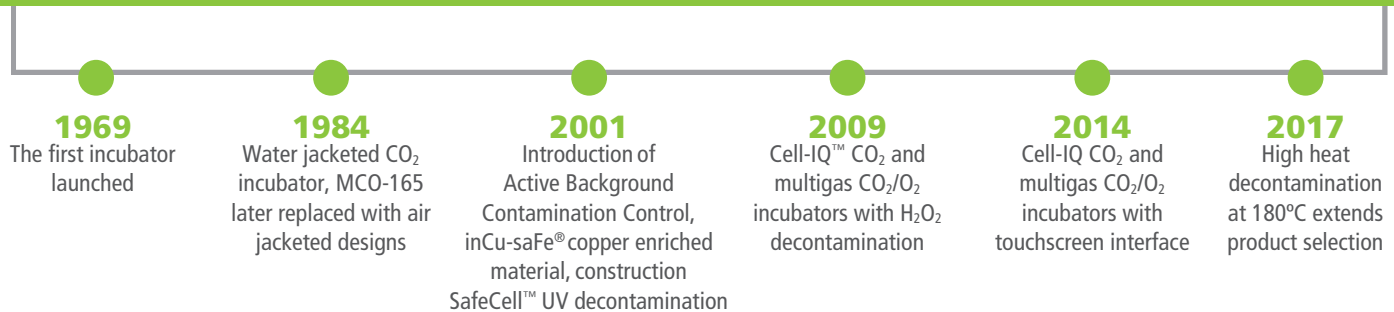 1969
The first incubator
launched
1984
Water jacketed CO₂
incubator, MCO-165
later replaced with air
jacketed designs
2001
Introduction of
Active Background
Contamination Control,
inCu-saFe® copper enriched
material, construction
SafeCell™ UV decontamination
2009
Cell-IQ™ CO₂ and
multigas CO₂/O₂
incubators with H₂O₂
decontamination
2014
Cell-IQ CO₂ and
multigas CO₂/O₂
incubators with
touchscreen interface
2017
High heat
decontamination
at 180ºC extends
product selection